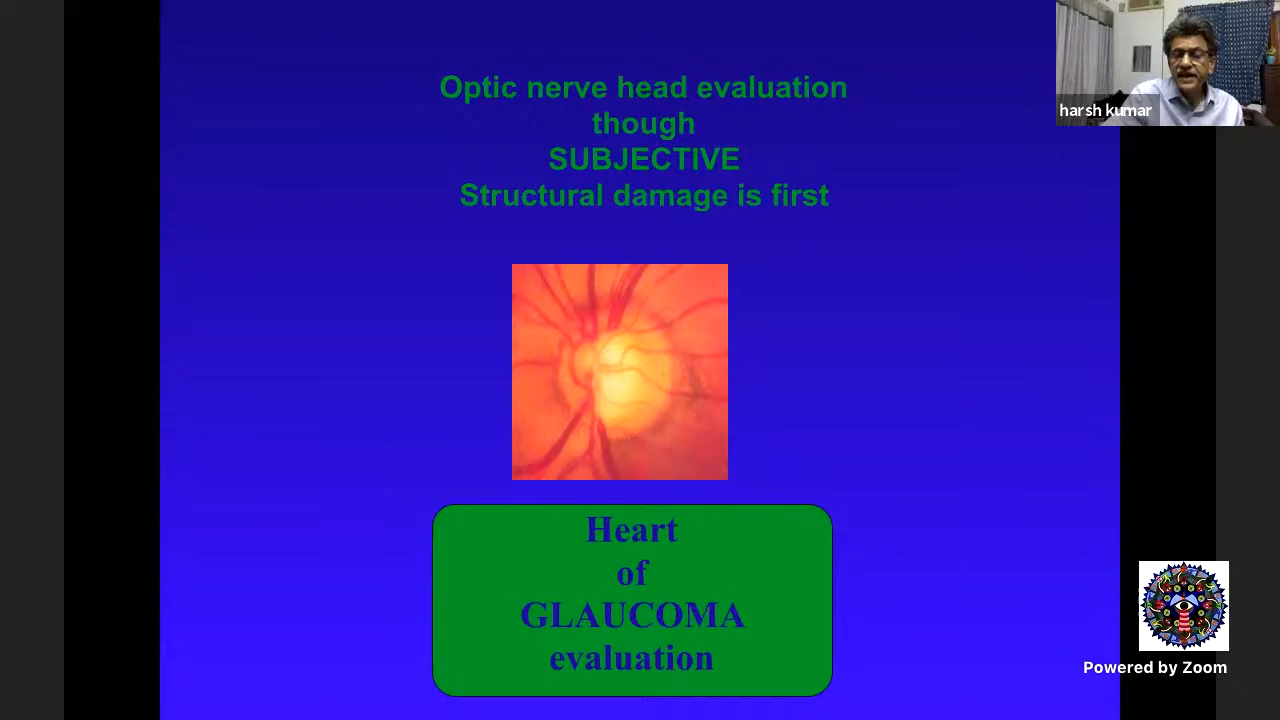 Optic nerve head evaluation
though
SUBJECTIVE
Structural damage is first
harsh kumar
Heart
of
GLAUCOMA
evaluation
Powered by Zoom